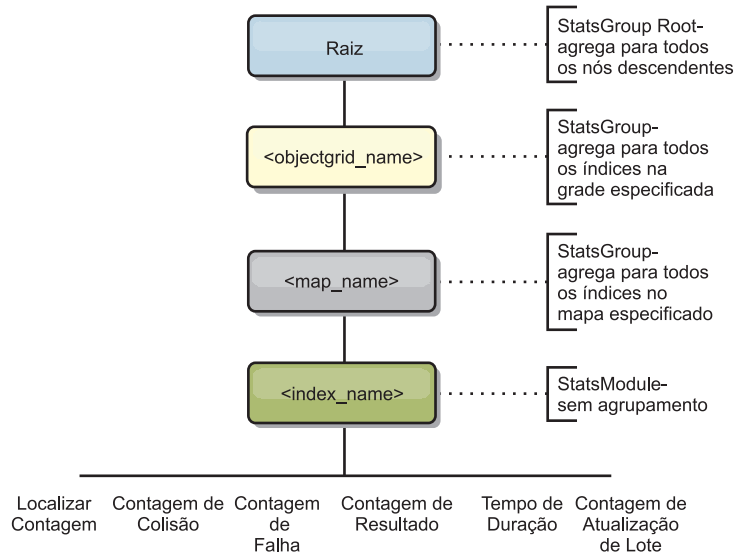 Raiz
StatsGroup Root-
agrega para todos
os nós descendentes
<objectgrid_name>
StatsGroup-
agrega para todos
os índices na
grade especificada
<map_name>
StatsGroup-
agrega para todos
os índices no
mapa especificado
<index_name>
StatsModule-
sem agrupamento
Localizar
Contagem
Contagem de
Colisão
Contagem
de
Falha
Contagem de
Resultado
Tempo de
Duração
Contagem de
Atualização
de Lote